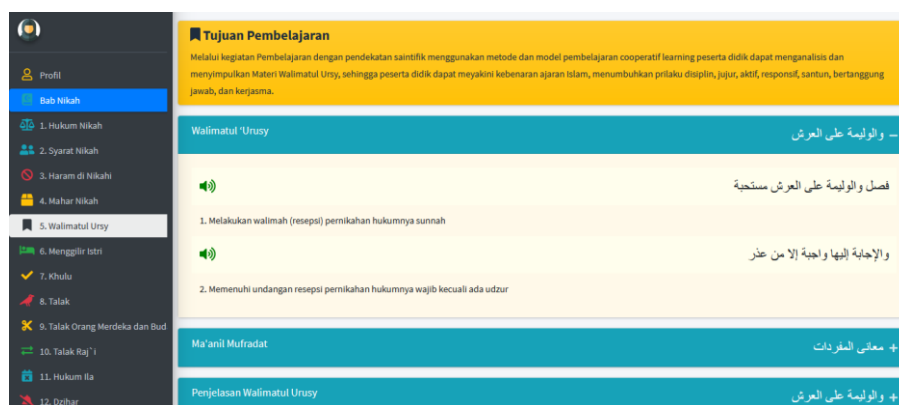 Profil
Bab Nikah
1. Hukum Nikah
2. Syarat Nikah
3. Haram di Nikahi
4. Mahar Nikah
5. Walimatul Ursy
6. Menggilir Istri
7. Khulu
8. Talak
9. Talak Orang Merdeka dan Bud
10. Talak Raj`i
11. Hukum Ila
12. Dzihar
Tujuan Pembelajaran
Melalui kegiatan Pembelajaran dengan pendekatan saintifik menggunakan metode dan model pembelajaran cooperatif learning peserta didik dapat menganalisis dan
menyimpulkan Materi Walimatul Ursy, sehingga peserta didik dapat meyakini kebenaran ajaran Islam, menumbuhkan prilaku disiplin, jujur, aktif, responsif, santun, bertanggung
jawab, dan kerjasama.
Walimatul ‘Urusy
– والوليمة على العرش
فصل والوليمة على العرش مستحبة
1. Melakukan walimah (resepsi) pernikahan hukumnya sunnah
والإجابة إليها واجبة إلا من عذر
2. Memenuhi undangan resepsi pernikahan hukumnya wajib kecuali ada udzur
Ma'anil Mufradat
+ معانى المفردات
Penjelasan Walimatul Urusy
+ والوليمة على العرش